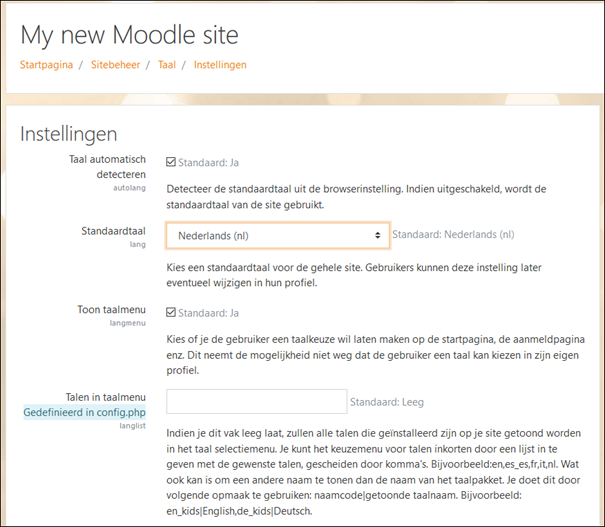 My new Moodle site
Startpagina / Sitebeheer / Taal / Instellingen
Instellingen
Taal automatisch
detecteren
autolang
Standaard: Ja
Detecteer de standaardtaal uit de browserinstelling. Indien uitgeschakeld, wordt de
standaardtaal van de site gebruikt.
Standaardtaal
lang
Nederlands (nl)
Standaard: Nederlands (nl)
Kies een standaardtaal voor de gehele site. Gebruikers kunnen deze instelling later
eventueel wijzigen in hun profiel.
Toon taalmenu
langmenu
Standaard: Ja
Kies of je de gebruiker een taalkeuze wil laten maken op de startpagina, de aanmeldpagina
enz. Dit neemt de mogelijkheid niet weg dat de gebruiker een taal kan kiezen in zijn eigen
profiel.
Talen in taalmenu
Gedefinieerd in config.php
langlist
Standaard: Leeg
Indien je dit vak leeg laat, zullen alle talen die geïnstalleerd zijn op je site getoond worden
in het taal selectiemenu. Je kunt het keuzemenu voor talen inkorten door een lijst in te
geven met de gewenste talen, gescheiden door komma's. Bijvoorbeeld:en,es_es,fr,it,nl. Wat
ook kan is om een andere naam te tonen dan de naam van het taalpakket. Je doet dit door
volgende opmaak te gebruiken: naamcode|getoonde taalnaam. Bijvoorbeeld:
en_kids|English,de_kids|Deutsch.